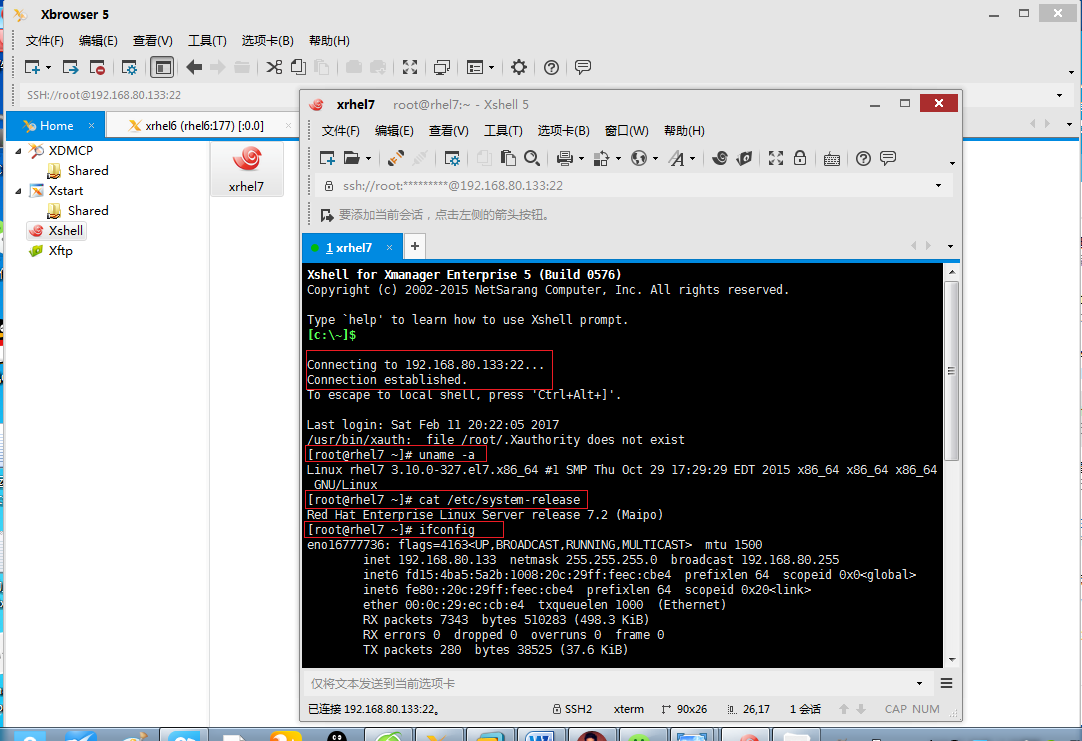 Xbrowser 5
文件(F) 编辑(E) 查看(V) 工具(T) 选项卡(B) 帮助(H)
SSH://root@192.168.80.133:22
Home × xrhel6 (rhel6:177) [:0.0] ×
XDMCP
Shared
Xstart
Shared
Xshell
Xftp
xrhel7
xrhel7 root@rhel7:~ - Xshell 5
文件(F) 编辑(E) 查看(V) 工具(T) 选项卡(B) 窗口(W) 帮助(H)
ssh://root:*********@192.168.80.133:22
要添加当前会话，点击左侧的箭头按钮。
1 xrhel7 × +
Xshell for Xmanager Enterprise 5 (Build 0576)
Copyright (c) 2002-2015 NetSarang Computer, Inc. All rights reserved.
Type `help' to learn how to use Xshell prompt.
[c:\~]$
Connecting to 192.168.80.133:22...
Connection established.
To escape to local shell, press 'Ctrl+Alt+]'.
Last login: Sat Feb 11 20:22:05 2017
/usr/bin/xauth:  file /root/.Xauthority does not exist
[root@rhel7 ~]# uname -a
Linux rhel7 3.10.0-327.el7.x86_64 #1 SMP Thu Oct 29 17:29:29 EDT 2015 x86_64 x86_64 x86_64
GNU/Linux
[root@rhel7 ~]# cat /etc/system-release
Red Hat Enterprise Linux Server release 7.2 (Maipo)
[root@rhel7 ~]# ifconfig
eno16777736: flags=4163<UP,BROADCAST,RUNNING,MULTICAST>  mtu 1500
inet 192.168.80.133  netmask 255.255.255.0  broadcast 192.168.80.255
inet6 fd15:4ba5:5a2b:1008:20c:29ff:feec:cbe4  prefixlen 64  scopeid 0x0<global>
inet6 fe80::20c:29ff:feec:cbe4  prefixlen 64  scopeid 0x20<link>
ether 00:0c:29:ec:cb:e4  txqueuelen 1000  (Ethernet)
RX packets 7343  bytes 510283 (498.3 KiB)
RX errors 0  dropped 0  overruns 0  frame 0
TX packets 280  bytes 38525 (37.6 KiB)
仅将文本发送到当前选项卡
已连接 192.168.80.133:22。 SSH2 xterm 90x26 26,17 1 会话 CAP NUM